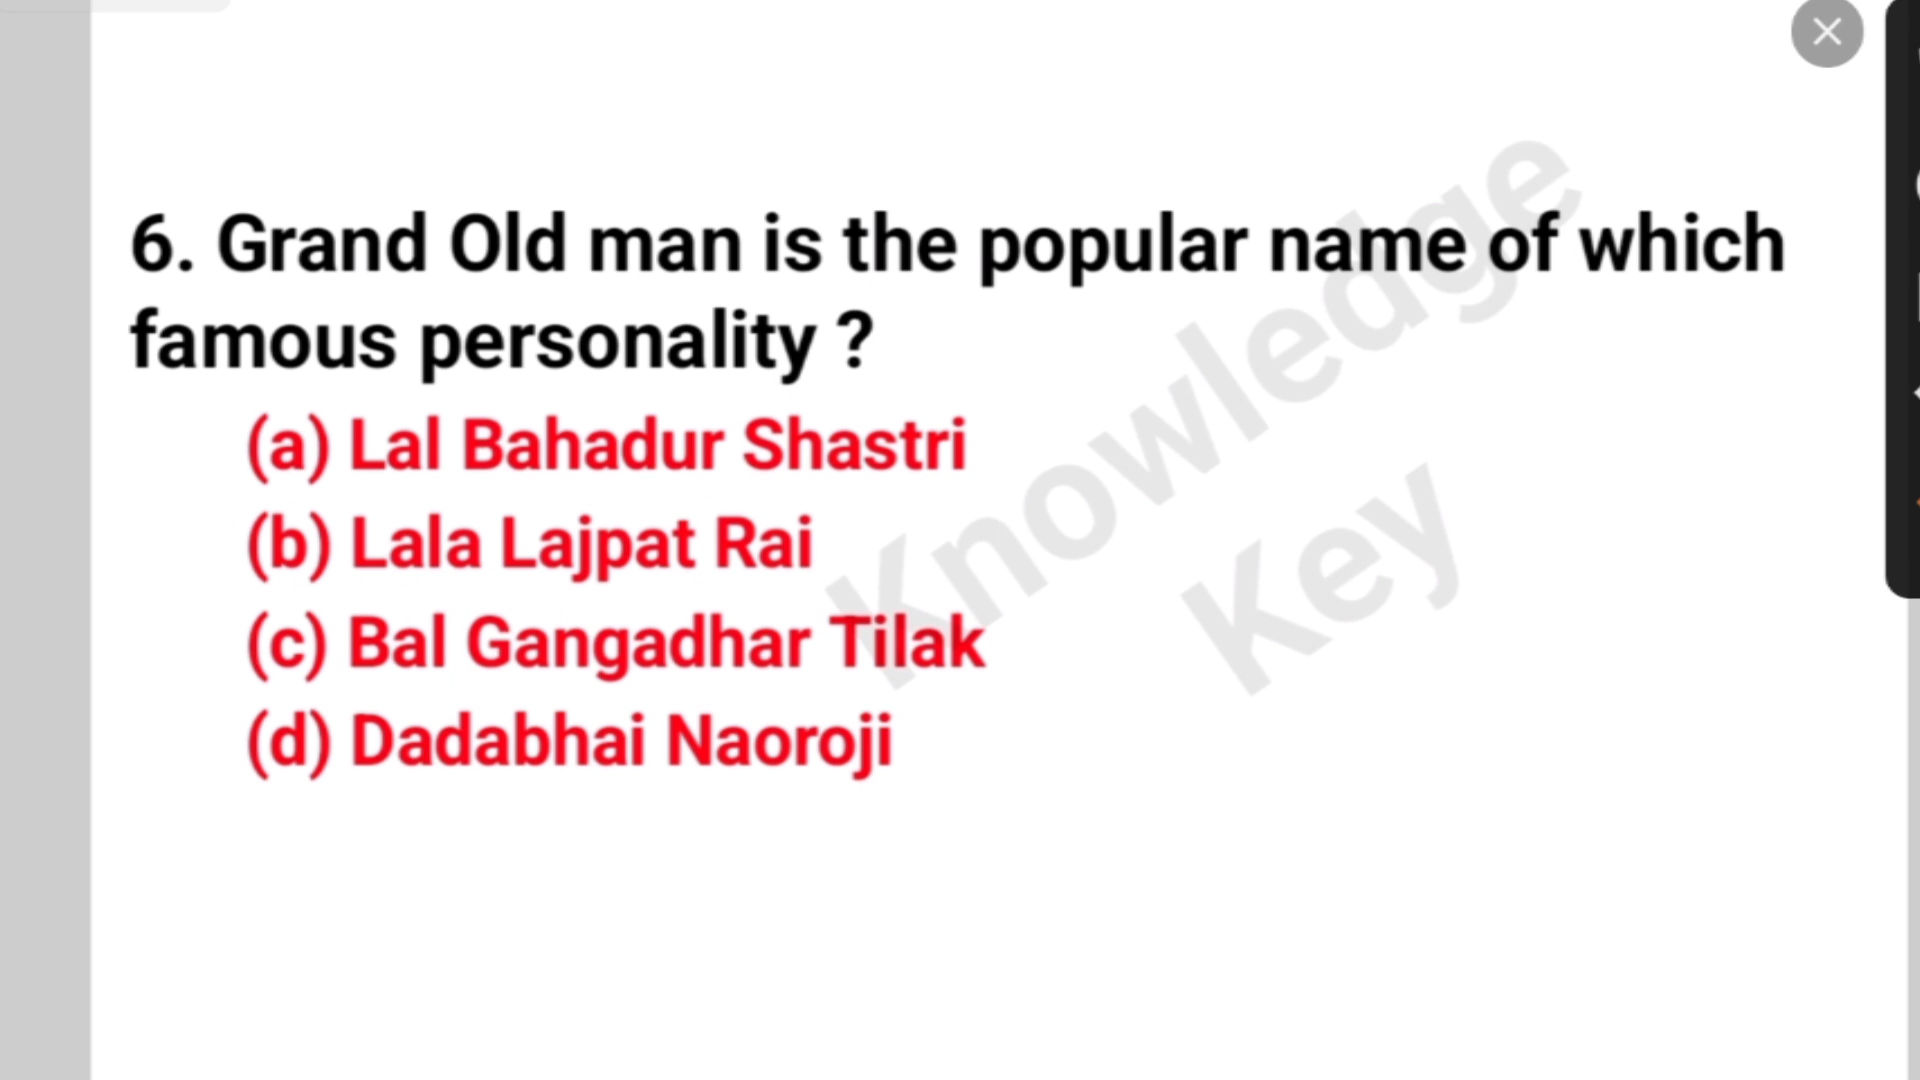 6. Grand Old man is the popular name of which
famous personality ?
(a) Lal Bahadur Shastri
(b) Lala Lajpat Rai
(c) Bal Gangadhar Tilak
(d) Dadabhai Naoroji
Knowledge
Key